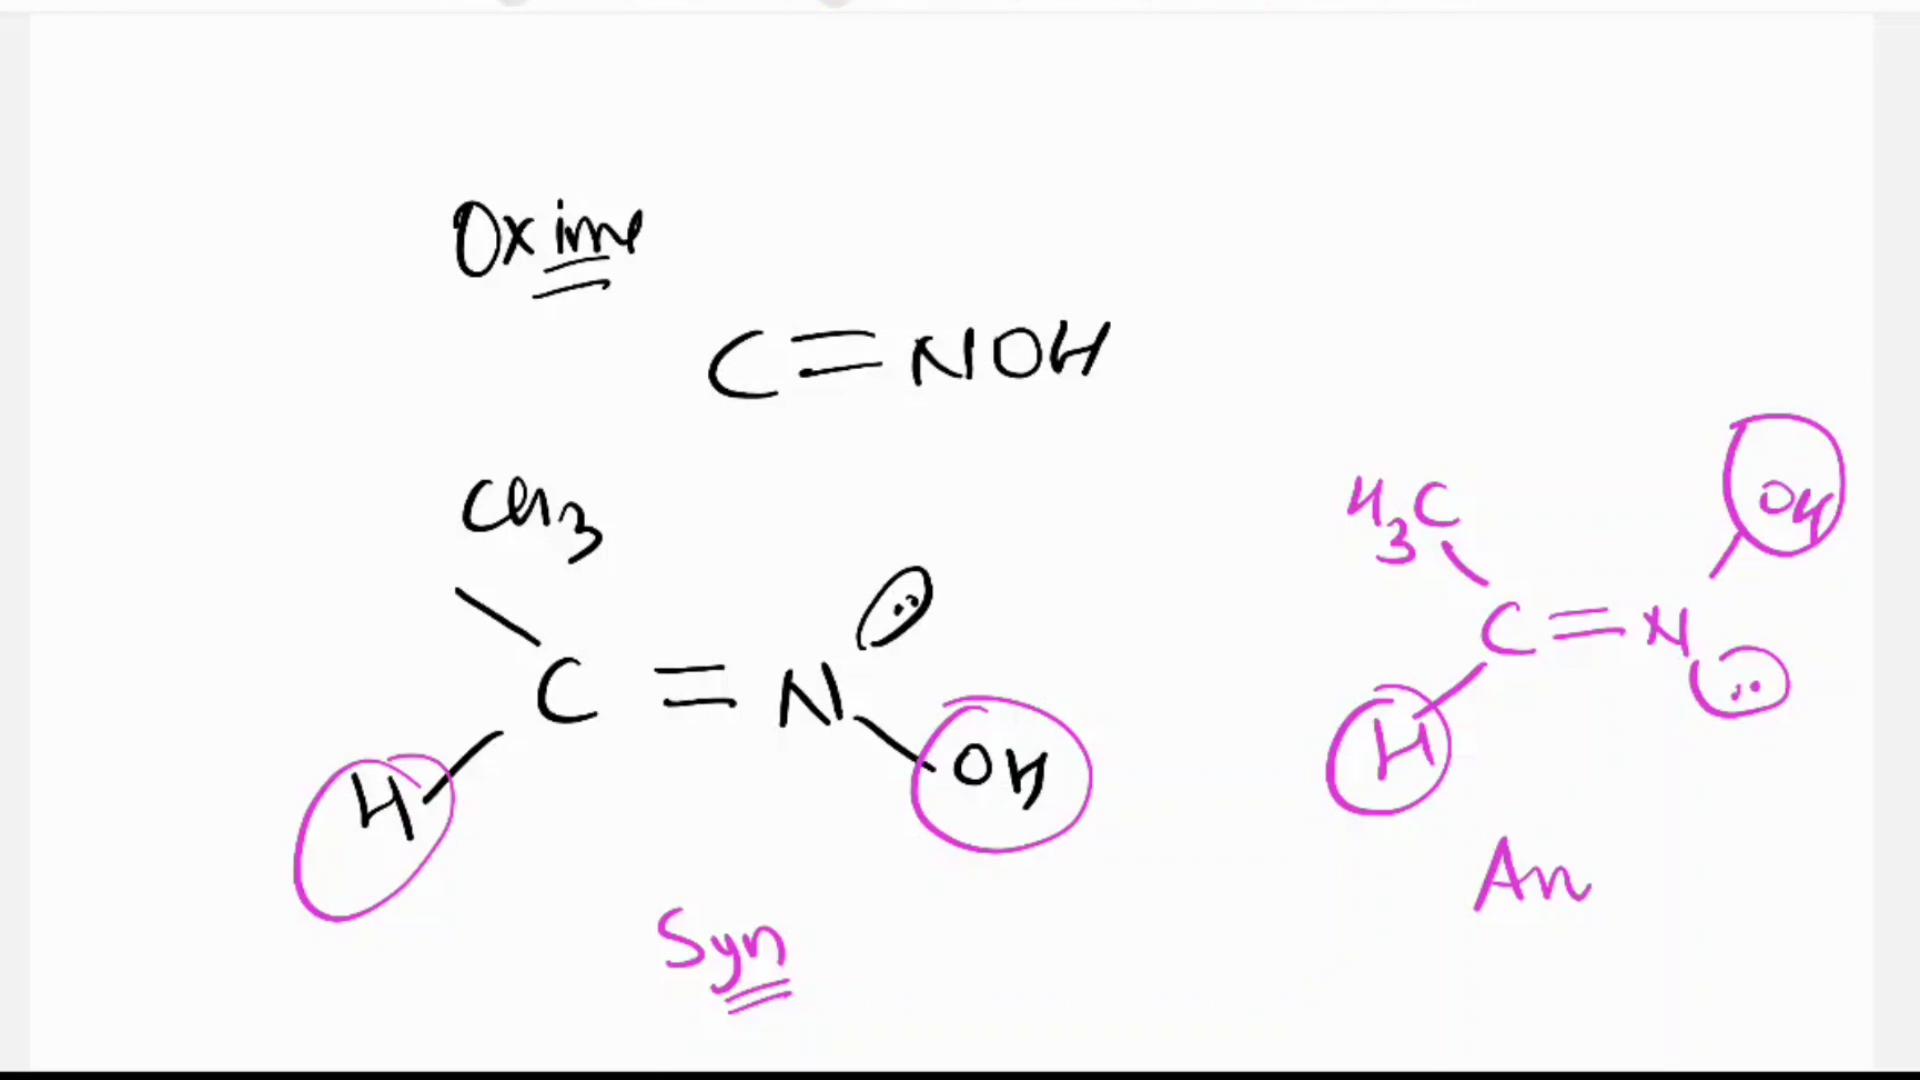 Oxime
C=NOH
CH3
C=N
H
OH
Syn
H3C
OH
C=N
H
An